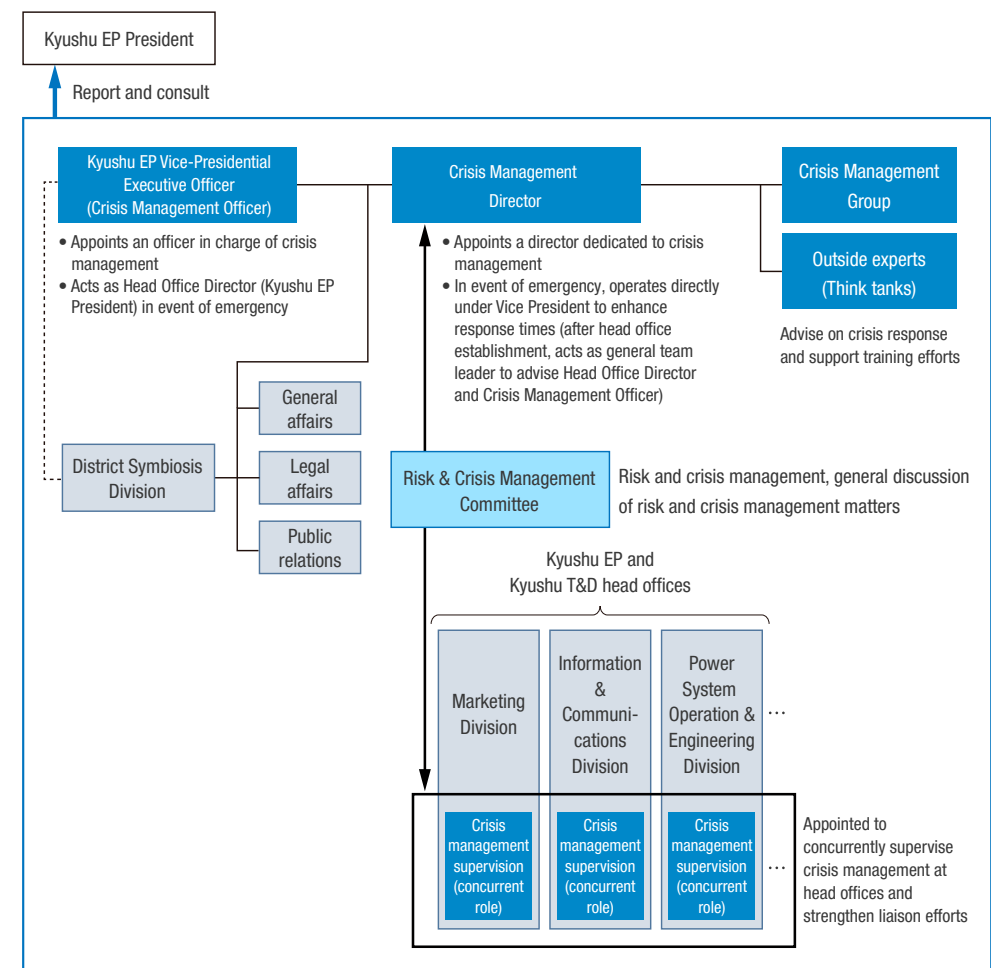 Kyushu EP President
Report and consult
Kyushu EP Vice-Presidential
Executive Officer
(Crisis Management Officer)
• Appoints an officer in charge of crisis
management
• Acts as Head Office Director (Kyushu EP
President) in event of emergency
Crisis Management
Director
• Appoints a director dedicated to crisis
management
• In event of emergency, operates directly
under Vice President to enhance
response times (after head office
establishment, acts as general team
leader to advise Head Office Director
and Crisis Management Officer)
Crisis Management
Group
Outside experts
(Think tanks)
Advise on crisis response
and support training efforts
General
affairs
District Symbiosis
Division
Legal
affairs
Public
relations
Risk & Crisis Management
Committee
Risk and crisis management, general discussion
of risk and crisis management matters
Kyushu EP and
Kyushu T&D head offices
Marketing
Division
Information
&
Communi-
cations
Division
Power
System
Operation &
Engineering
Division
…
Crisis
management
supervision
(concurrent
role)
Crisis
management
supervision
(concurrent
role)
Crisis
management
supervision
(concurrent
role)
…
Appointed to
concurrently supervise
crisis management at
head offices and
strengthen liaison efforts